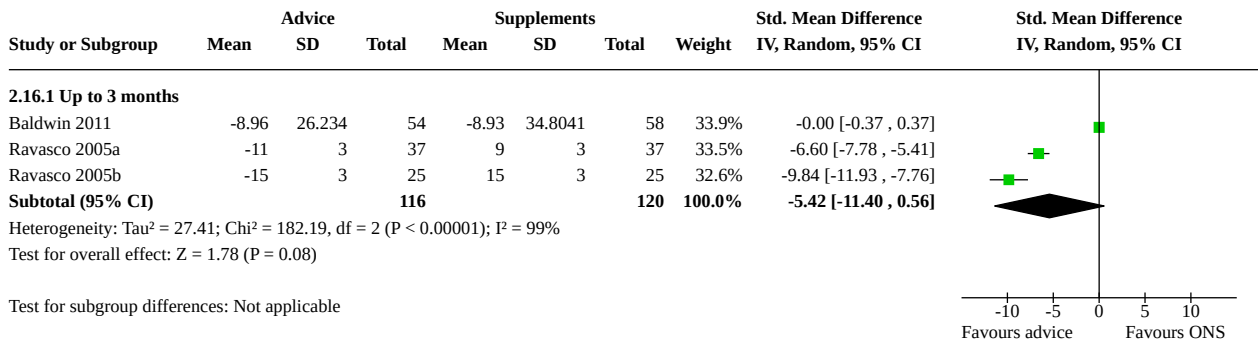 Advice Supplements Std. Mean Difference Std. Mean Difference
Study or Subgroup Mean SD Total Mean SD Total Weight IV, Random, 95% CI IV, Random, 95% CI
2.16.1 Up to 3 months
Baldwin 2011 -8.96 26.234 54 -8.93 34.8041 58 33.9% -0.00 [-0.37 , 0.37]
Ravasco 2005a -11 3 37 9 3 37 33.5% -6.60 [-7.78 , -5.41]
Ravasco 2005b -15 3 25 15 3 25 32.6% -9.84 [-11.93 , -7.76]
Subtotal (95% CI) 116 120 100.0% -5.42 [-11.40 , 0.56]
Heterogeneity: Tau² = 27.41; Chi² = 182.19, df = 2 (P < 0.00001); I² = 99%
Test for overall effect: Z = 1.78 (P = 0.08)
Test for subgroup differences: Not applicable
-10 -5 0 5 10
Favours advice Favours ONS